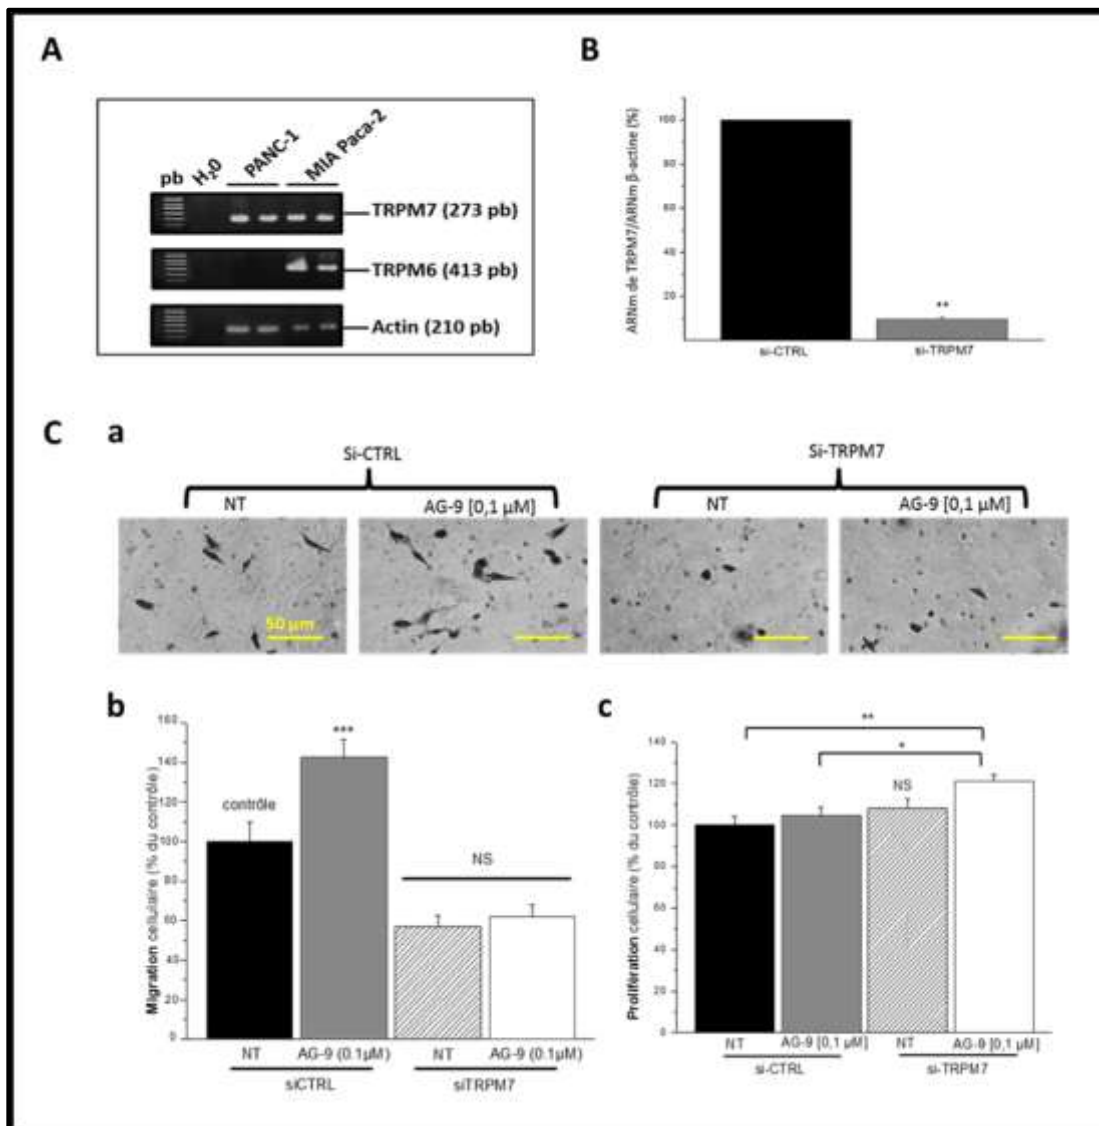 A
pb H₂0 PANC-1 MIA Paca-2
TRPM7 (273 pb)
TRPM6 (413 pb)
Actin (210 pb)
B
ARNm de TRPM7/ARNm β-actine (%)
100
80
60
40
20
**
si-CTRL si-TRPM7
C a
Si-CTRL Si-TRPM7
NT AG-9 [0,1 µM] NT AG-9 [0,1 µM]
50 µm
b
Migration cellulaire (% du contrôle)
160
140
100
80
60
40
20
0
contrôle
***
NS
NT AG-9 (0.1µM) NT AG-9 (0.1µM)
siCTRL siTRPM7
c
Prolifération cellulaire (% du contrôle)
140
120
100
80
60
40
20
0
**
*
NS
NT AG-9 [0,1 µM] NT AG-9 [0,1 µM]
si-CTRL si-TRPM7